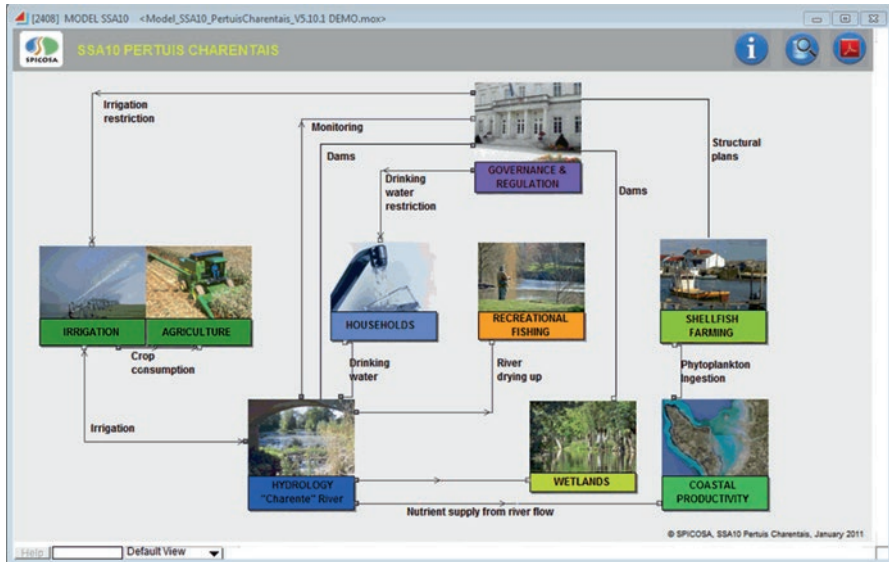 [2408] MODEL SSA10 <Model_SSA10_PertuisCharentais_V5.10.1 DEMO.mox>
SPICOSA
SSA10 PERTUIS CHARENTAIS
i
Irrigation
restriction
Monitoring
Dams
Drinking
water
restriction
GOVERNANCE &
REGULATION
Dams
Structural
plans
IRRIGATION
AGRICULTURE
HOUSEHOLDS
RECREATIONAL
FISHING
SHELLFISH
FARMING
Crop
consumption
Drinking
water
River
drying up
Phytoplankton
Ingestion
Irrigation
HYDROLOGY
"Charente" River
WETLANDS
COASTAL
PRODUCTIVITY
Nutrient supply from river flow
© SPICOSA, SSA10 Pertuis Charentais, January 2011
Help
Default View